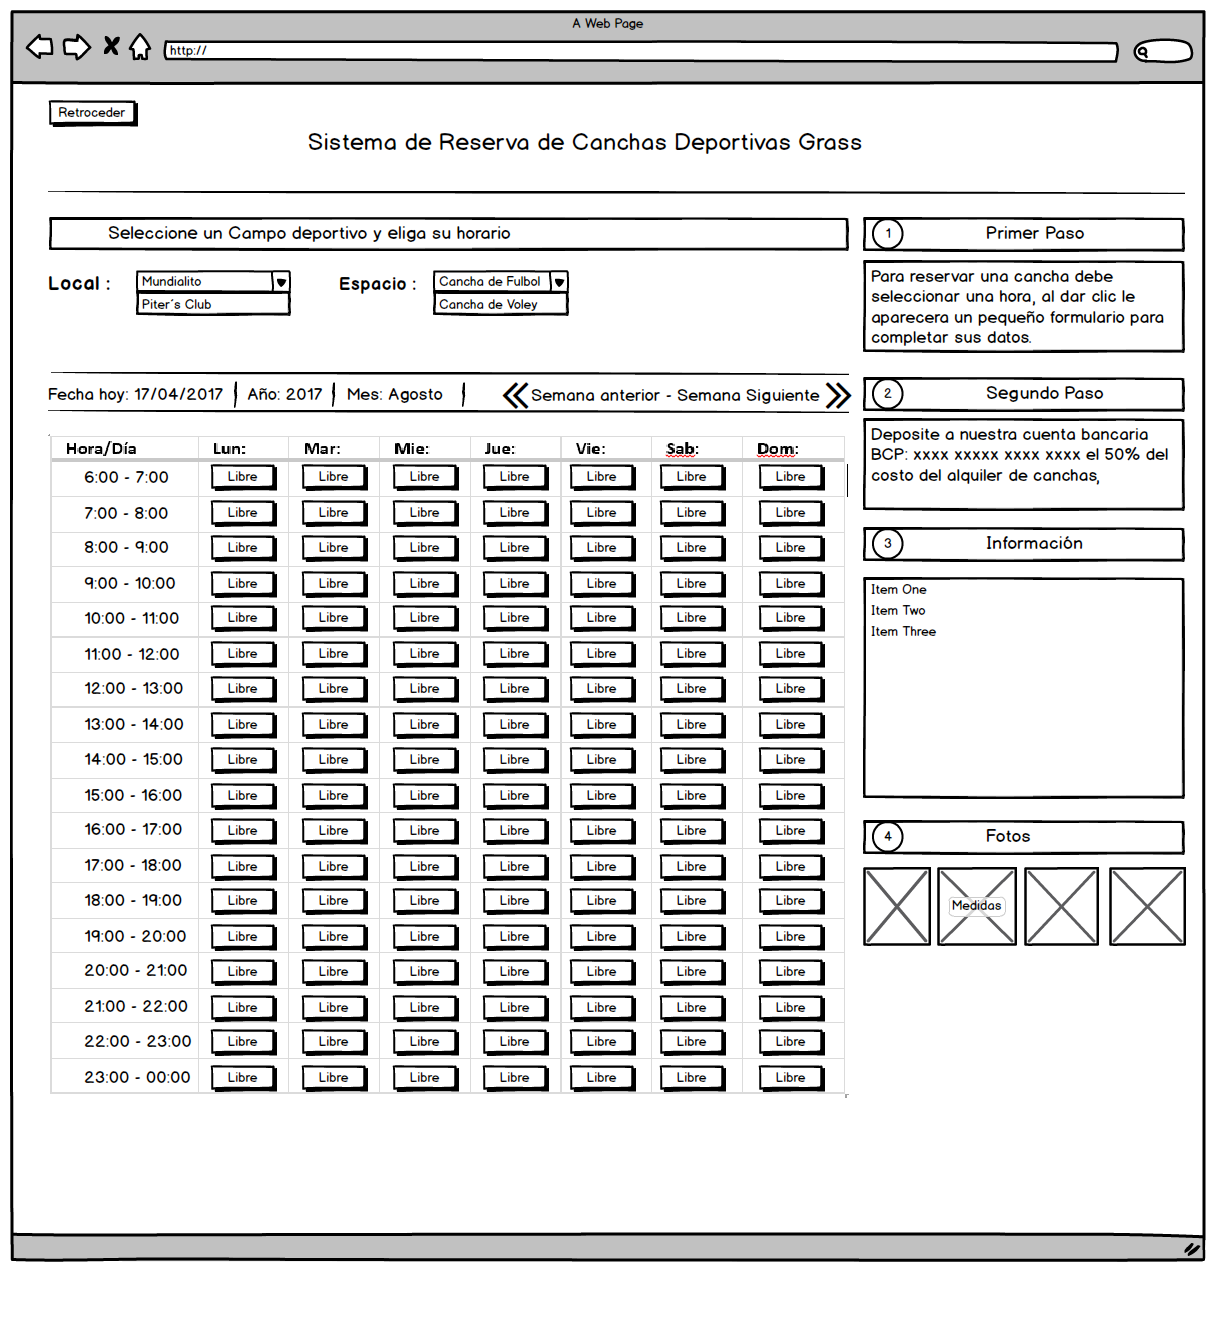 A Web Page
http://
Retroceder
Sistema de Reserva de Canchas Deportivas Grass
Seleccione un Campo deportivo y eliga su horario
Local :
Mundialito
Piter´s Club
Espacio :
Cancha de Fulbol
Cancha de Voley
Fecha hoy: 17/04/2017
Año: 2017
Mes: Agosto
Semana anterior - Semana Siguiente
Hora/Día Lun: Mar: Mie: Jue: Vie: Sab: Dom:
6:00 - 7:00 Libre Libre Libre Libre Libre Libre Libre
7:00 - 8:00 Libre Libre Libre Libre Libre Libre Libre
8:00 - 9:00 Libre Libre Libre Libre Libre Libre Libre
9:00 - 10:00 Libre Libre Libre Libre Libre Libre Libre
10:00 - 11:00 Libre Libre Libre Libre Libre Libre Libre
11:00 - 12:00 Libre Libre Libre Libre Libre Libre Libre
12:00 - 13:00 Libre Libre Libre Libre Libre Libre Libre
13:00 - 14:00 Libre Libre Libre Libre Libre Libre Libre
14:00 - 15:00 Libre Libre Libre Libre Libre Libre Libre
15:00 - 16:00 Libre Libre Libre Libre Libre Libre Libre
16:00 - 17:00 Libre Libre Libre Libre Libre Libre Libre
17:00 - 18:00 Libre Libre Libre Libre Libre Libre Libre
18:00 - 19:00 Libre Libre Libre Libre Libre Libre Libre
19:00 - 20:00 Libre Libre Libre Libre Libre Libre Libre
20:00 - 21:00 Libre Libre Libre Libre Libre Libre Libre
21:00 - 22:00 Libre Libre Libre Libre Libre Libre Libre
22:00 - 23:00 Libre Libre Libre Libre Libre Libre Libre
23:00 - 00:00 Libre Libre Libre Libre Libre Libre Libre
1 Primer Paso
Para reservar una cancha debe
seleccionar una hora, al dar clic le
aparecera un pequeño formulario para
completar sus datos.
2 Segundo Paso
Deposite a nuestra cuenta bancaria
BCP: xxxx xxxxx xxxx xxxx el 50% del
costo del alquiler de canchas,
3 Información
Item One
Item Two
Item Three
4 Fotos
Medidas